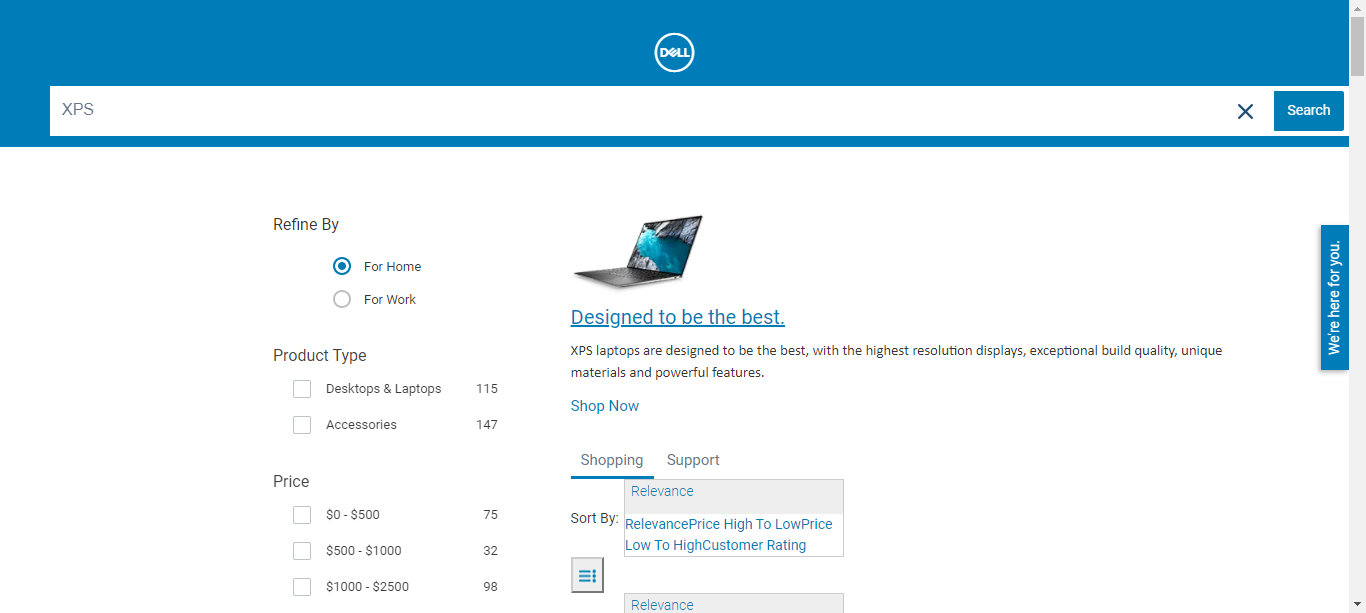 DELL
XPS
Search
We're here for you.
Refine By
For Home
For Work
Product Type
Desktops & Laptops 115
Accessories 147
Price
$0 - $500 75
$500 - $1000 32
$1000 - $2500 98
Designed to be the best.
XPS laptops are designed to be the best, with the highest resolution displays, exceptional build quality, unique
materials and powerful features.
Shop Now
Shopping Support
Relevance
Sort By:
RelevancePrice High To LowPrice
Low To HighCustomer Rating
Relevance